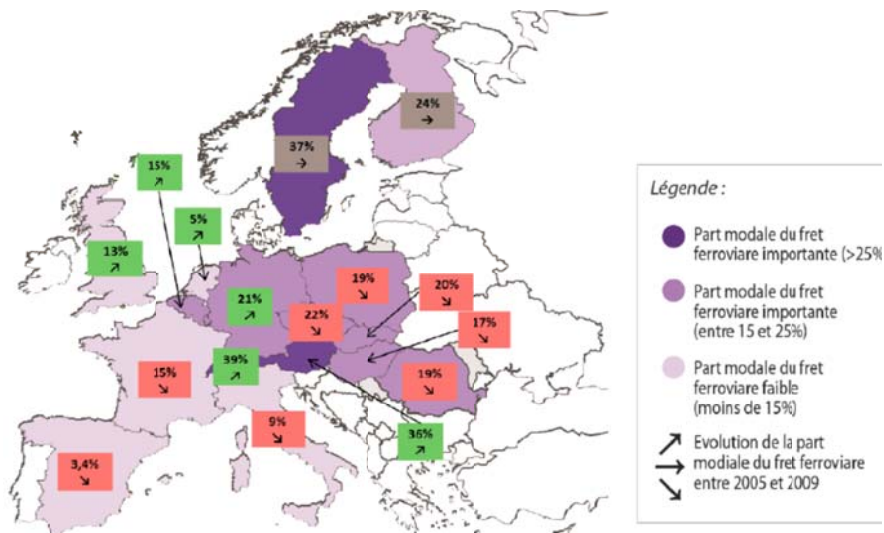 24%
→
37%
→
15%
↗
5%
↗
13%
↗
19%
↘
20%
↘
21%
↗
22%
↘
17%
↘
39%
↗
15%
↘
19%
↘
9%
↘
36%
↗
3,4%
↘
Légende :
Part modale du fret
ferroviare importante (>25%
Part modale du fret
ferroviare importante
(entre 15 et 25%)
Part modale du fret
ferroviare faible
(moins de 15%)
Evolution de la part
modiale du fret ferroviare
entre 2005 et 2009